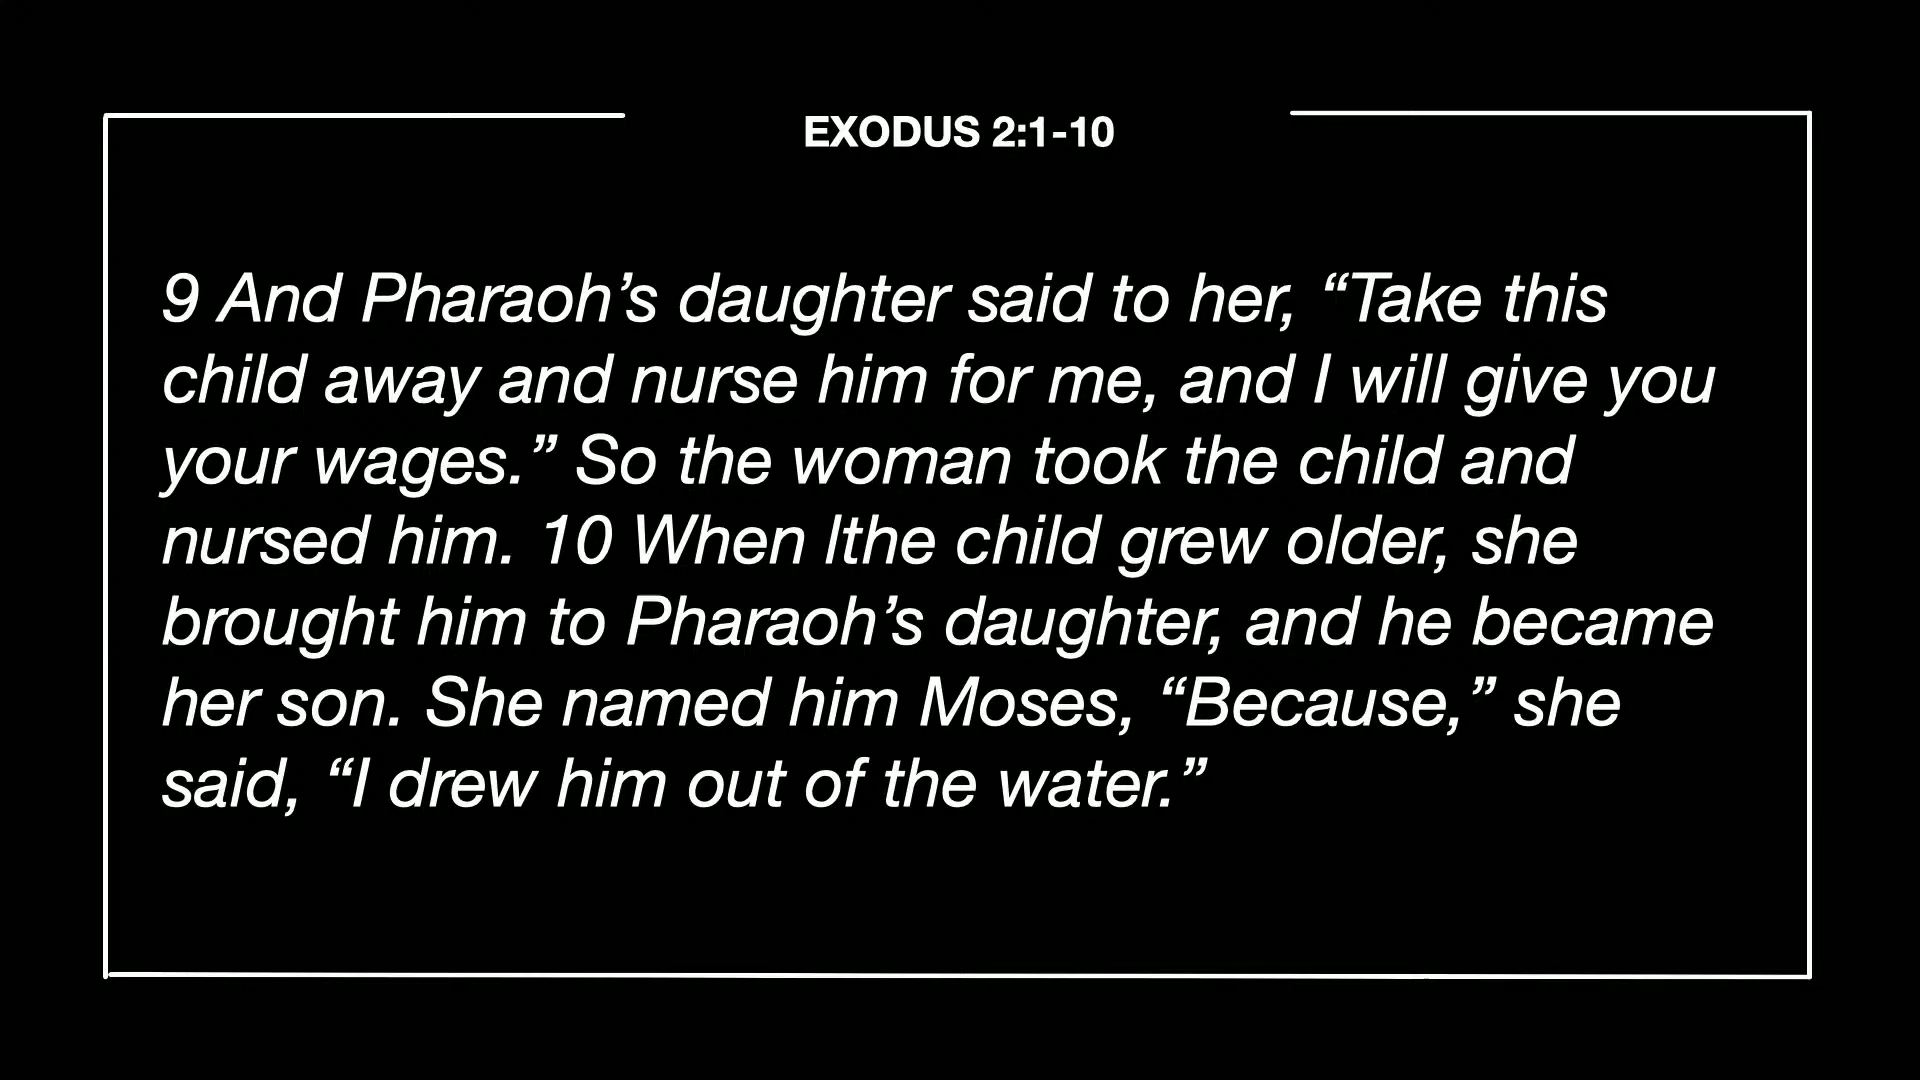 EXODUS 2:1-10
9 And Pharaoh’s daughter said to her, “Take this
child away and nurse him for me, and I will give you
your wages.” So the woman took the child and
nursed him. 10 When lthe child grew older, she
brought him to Pharaoh’s daughter, and he became
her son. She named him Moses, “Because,” she
said, “I drew him out of the water.”